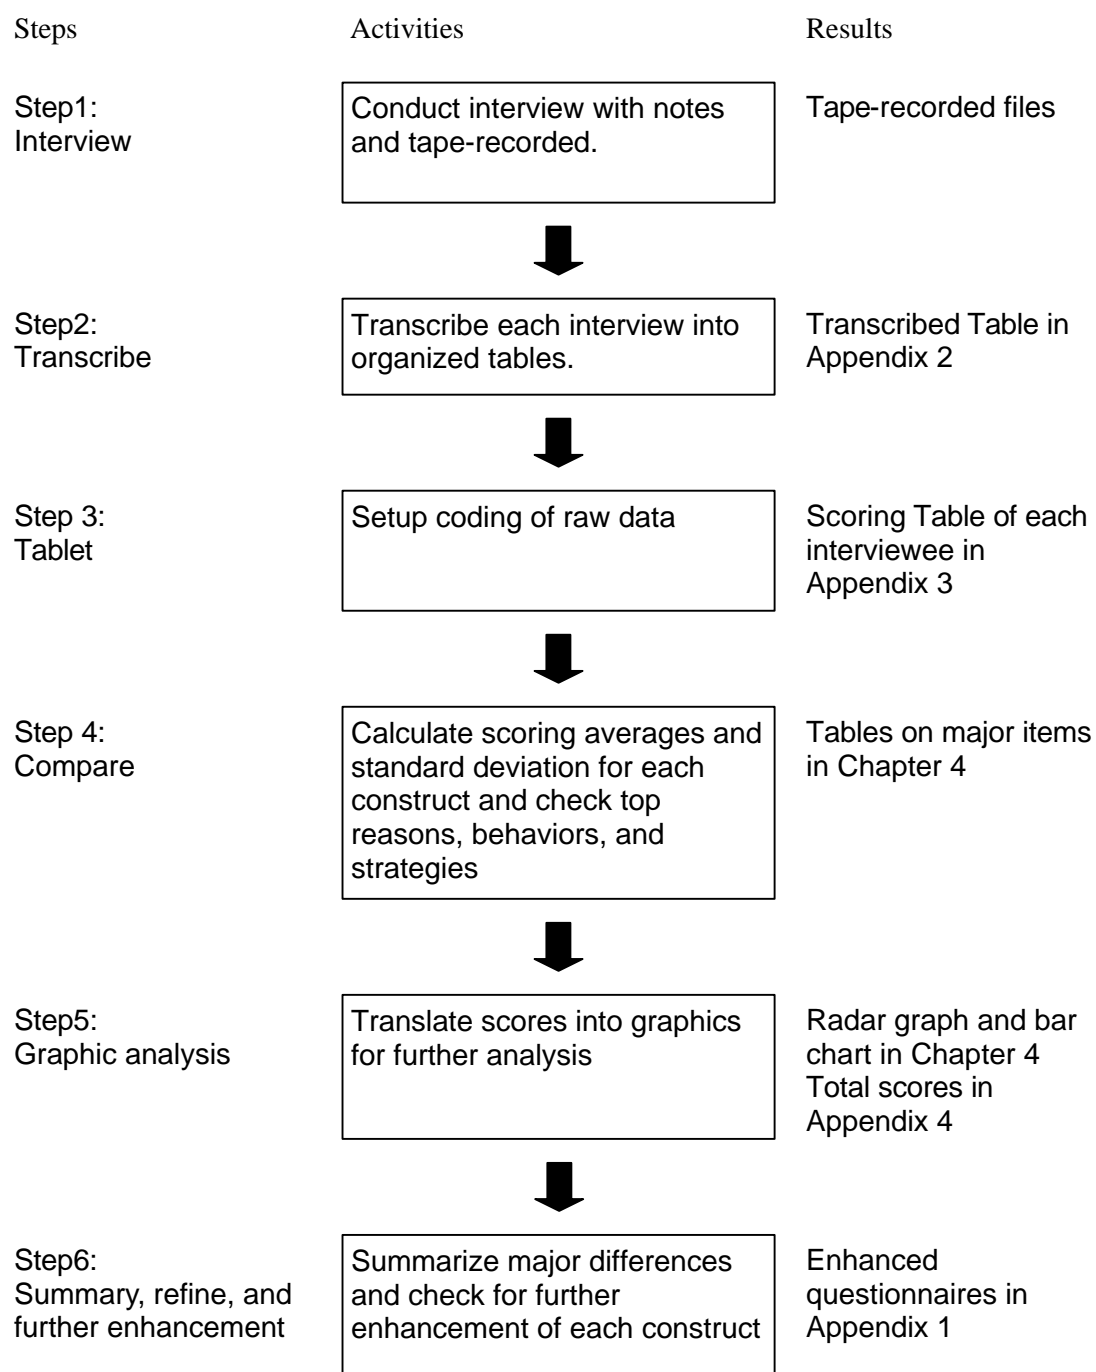 Steps Activities Results
Step1:
Interview
Conduct interview with notes
and tape-recorded.
Tape-recorded files
Step2:
Transcribe
Transcribe each interview into
organized tables.
Transcribed Table in
Appendix 2
Step 3:
Tablet
Setup coding of raw data
Scoring Table of each
interviewee in
Appendix 3
Step 4:
Compare
Calculate scoring averages and
standard deviation for each
construct and check top
reasons, behaviors, and
strategies
Tables on major items
in Chapter 4
Step5:
Graphic analysis
Translate scores into graphics
for further analysis
Radar graph and bar
chart in Chapter 4
Total scores in
Appendix 4
Step6:
Summary, refine, and
further enhancement
Summarize major differences
and check for further
enhancement of each construct
Enhanced
questionnaires in
Appendix 1